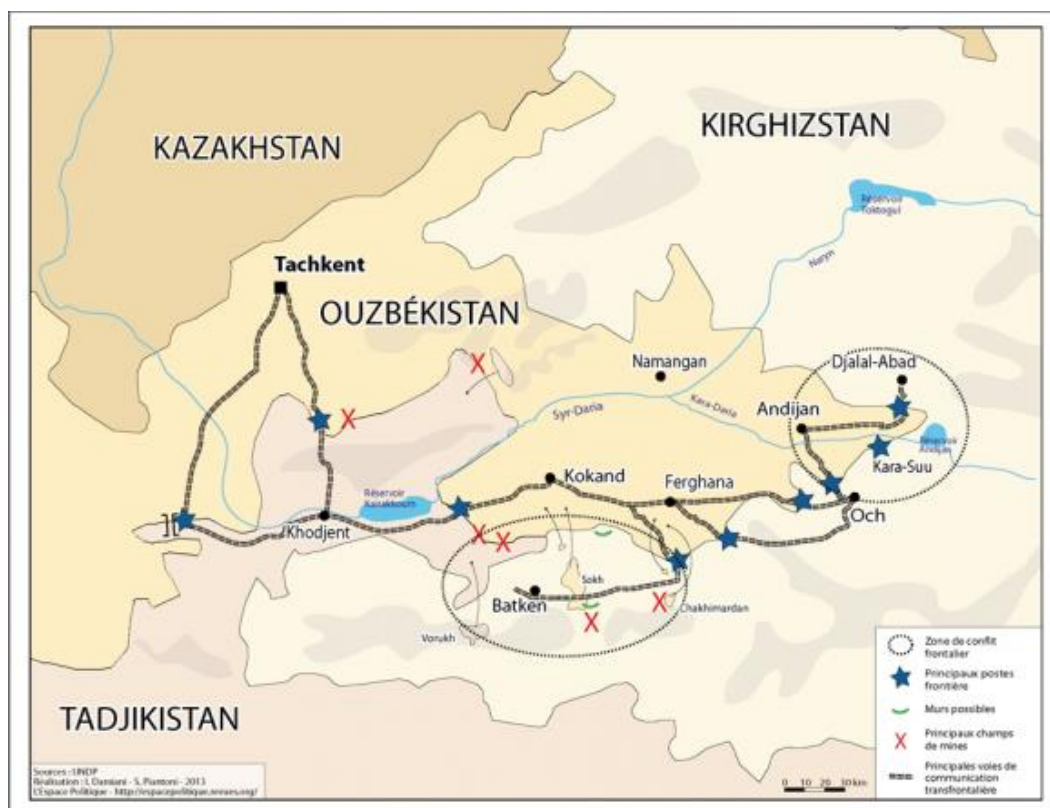 KAZAKHSTAN
KIRGHIZSTAN
Réservoir
Toktogul
Naryn
Tachkent
OUZBÉKISTAN
Namangan
Djalal-Abad
Syr-Daria
Kara-Daria
Andijan
Réservoir
Andijan
Kara-Suu
Kokand
Ferghana
Réservoir
Kairakkoum
Khodjent
Och
Sokh
Batken
Chakhimardan
Vorukh
TADJIKISTAN
Zone de conflit
frontalier
Principaux postes
frontière
Murs possibles
Principaux champs
de mines
Principales voies de
communication
transfrontalière
0 10 20 30 km
Sources : UNDP
Réalisation : I. Damiani - S. Piantoni - 2013
L'Espace Politique - http://espacepolitique.revues.org/